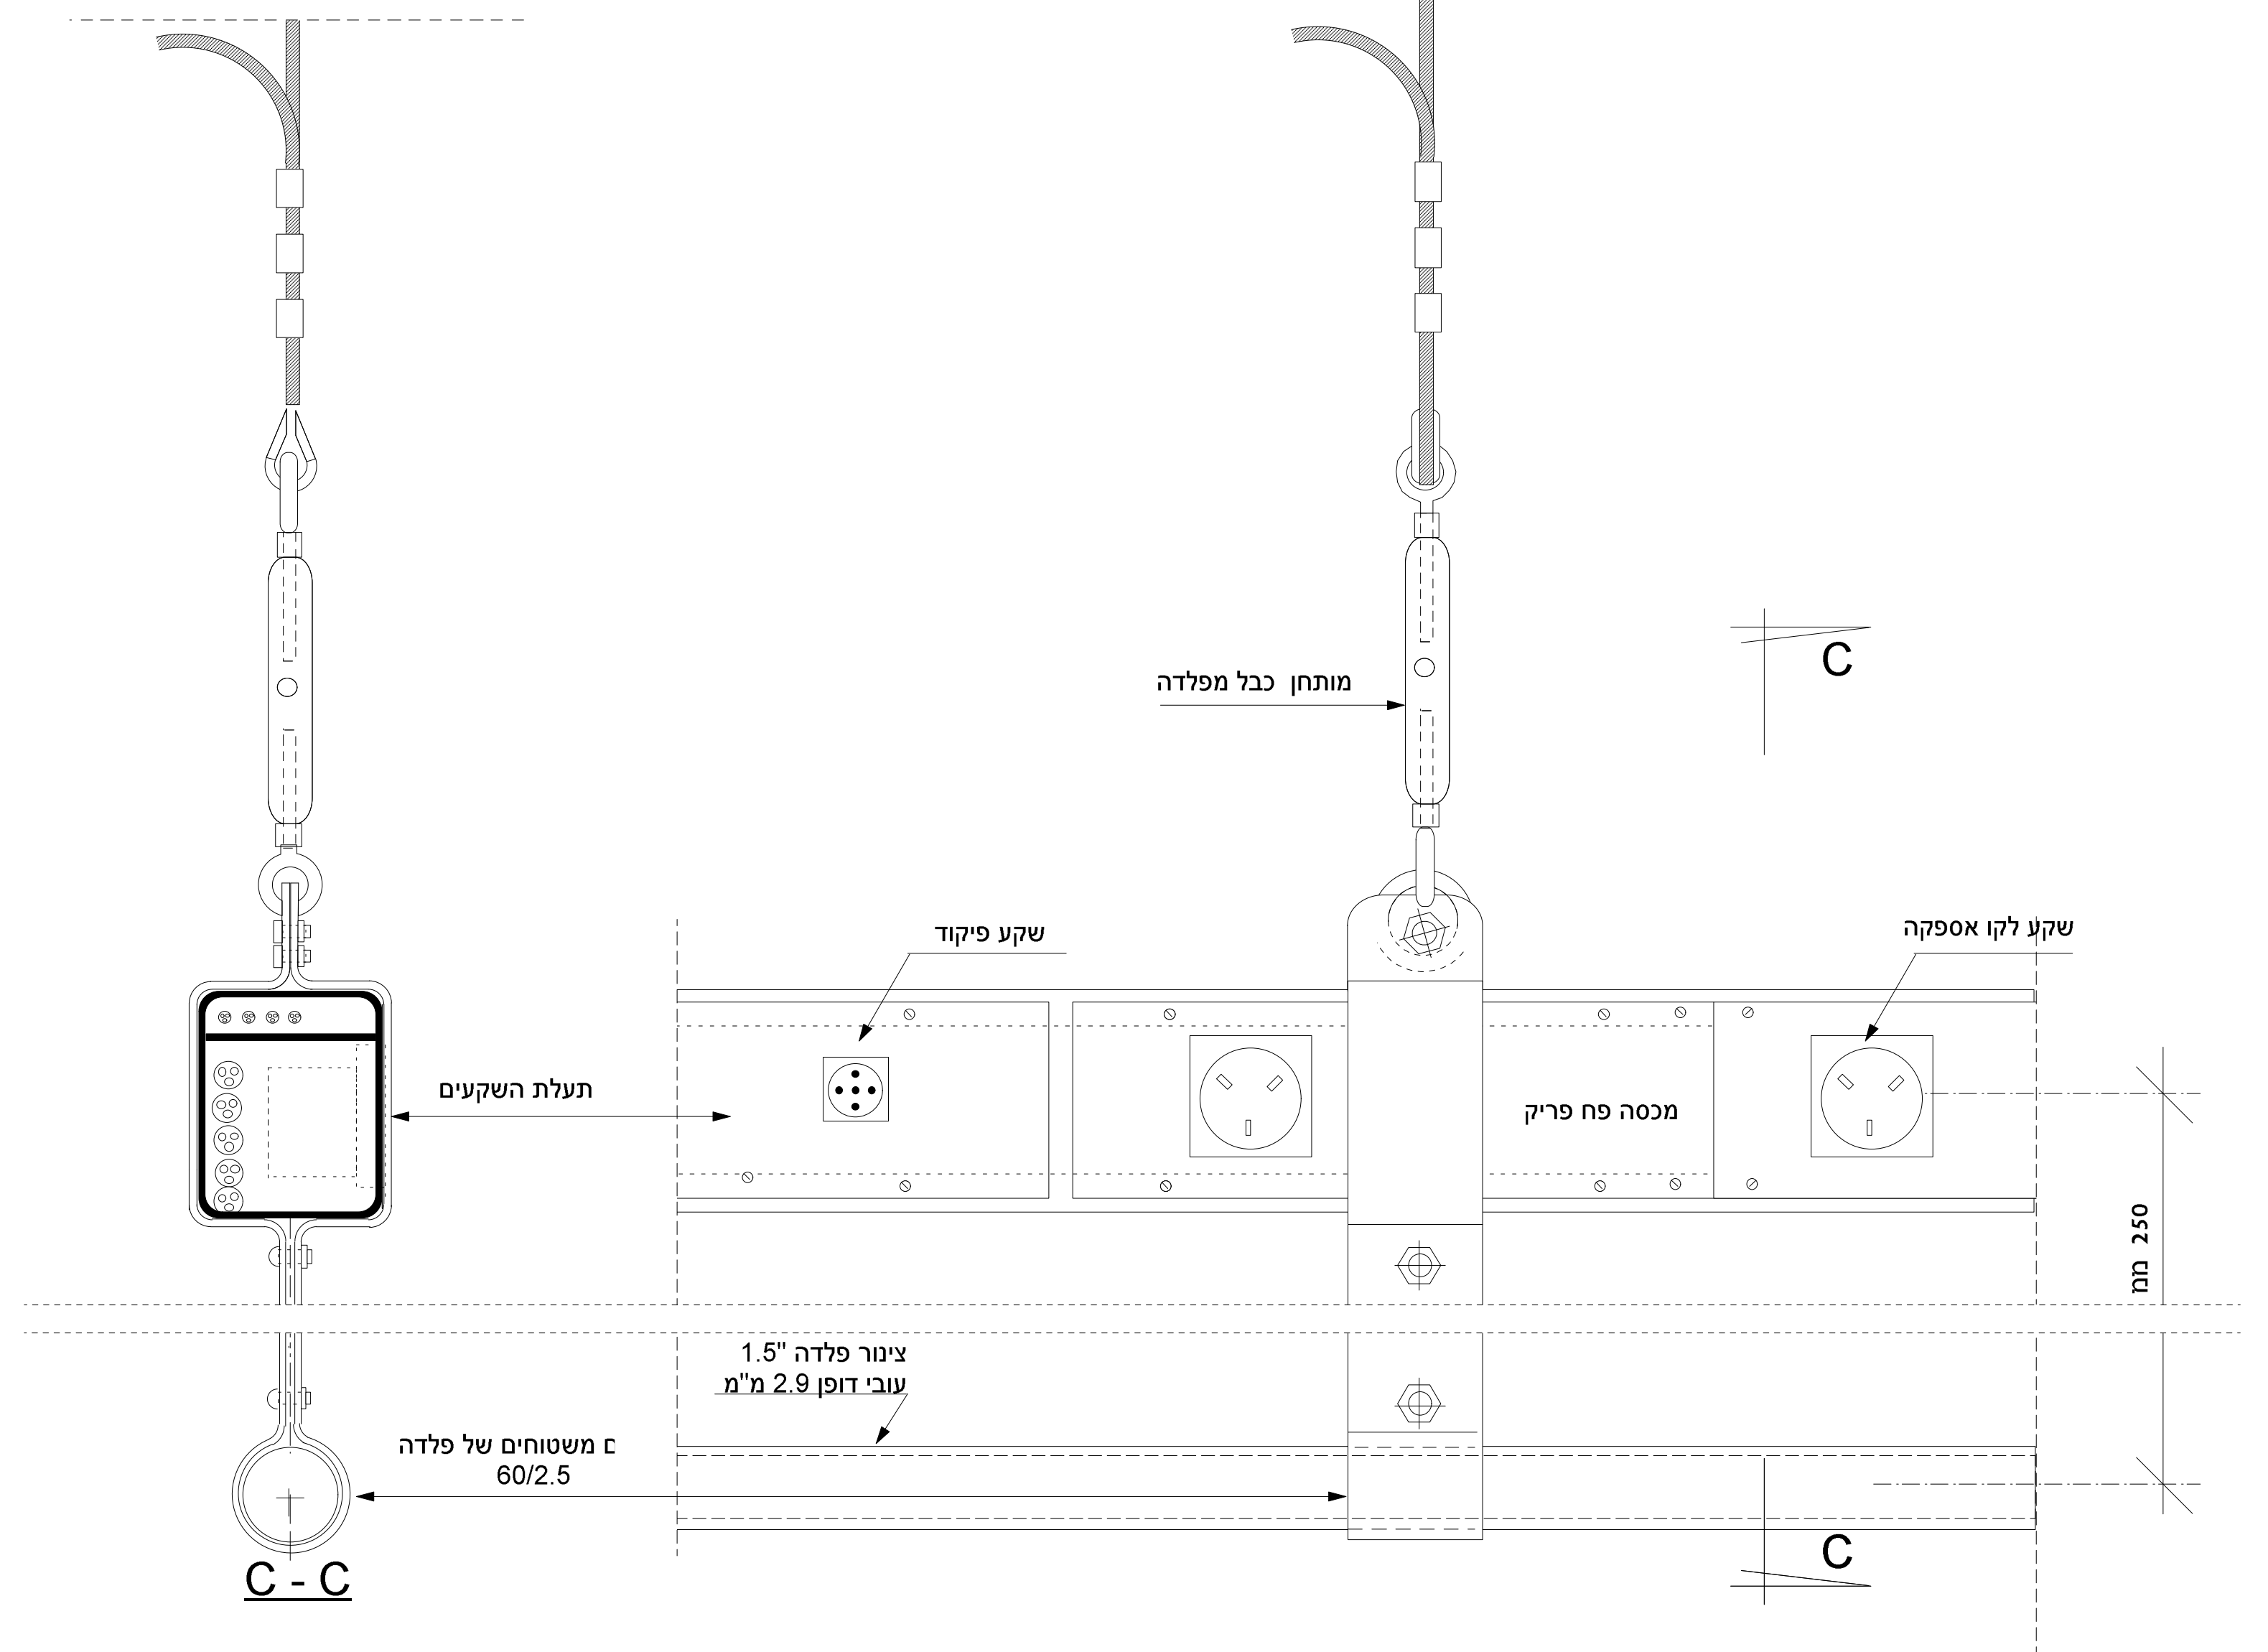 C
מותחן כבל מפלדה
שקע לקו אספקה
שקע פיקוד
תעלת השקעים
מכסה פח פריק
250 ממ
צינור פלדה "1.5
עובי דופן 2.9 מ"מ
ם משטוחים של פלדה
60/2.5
C
C - C